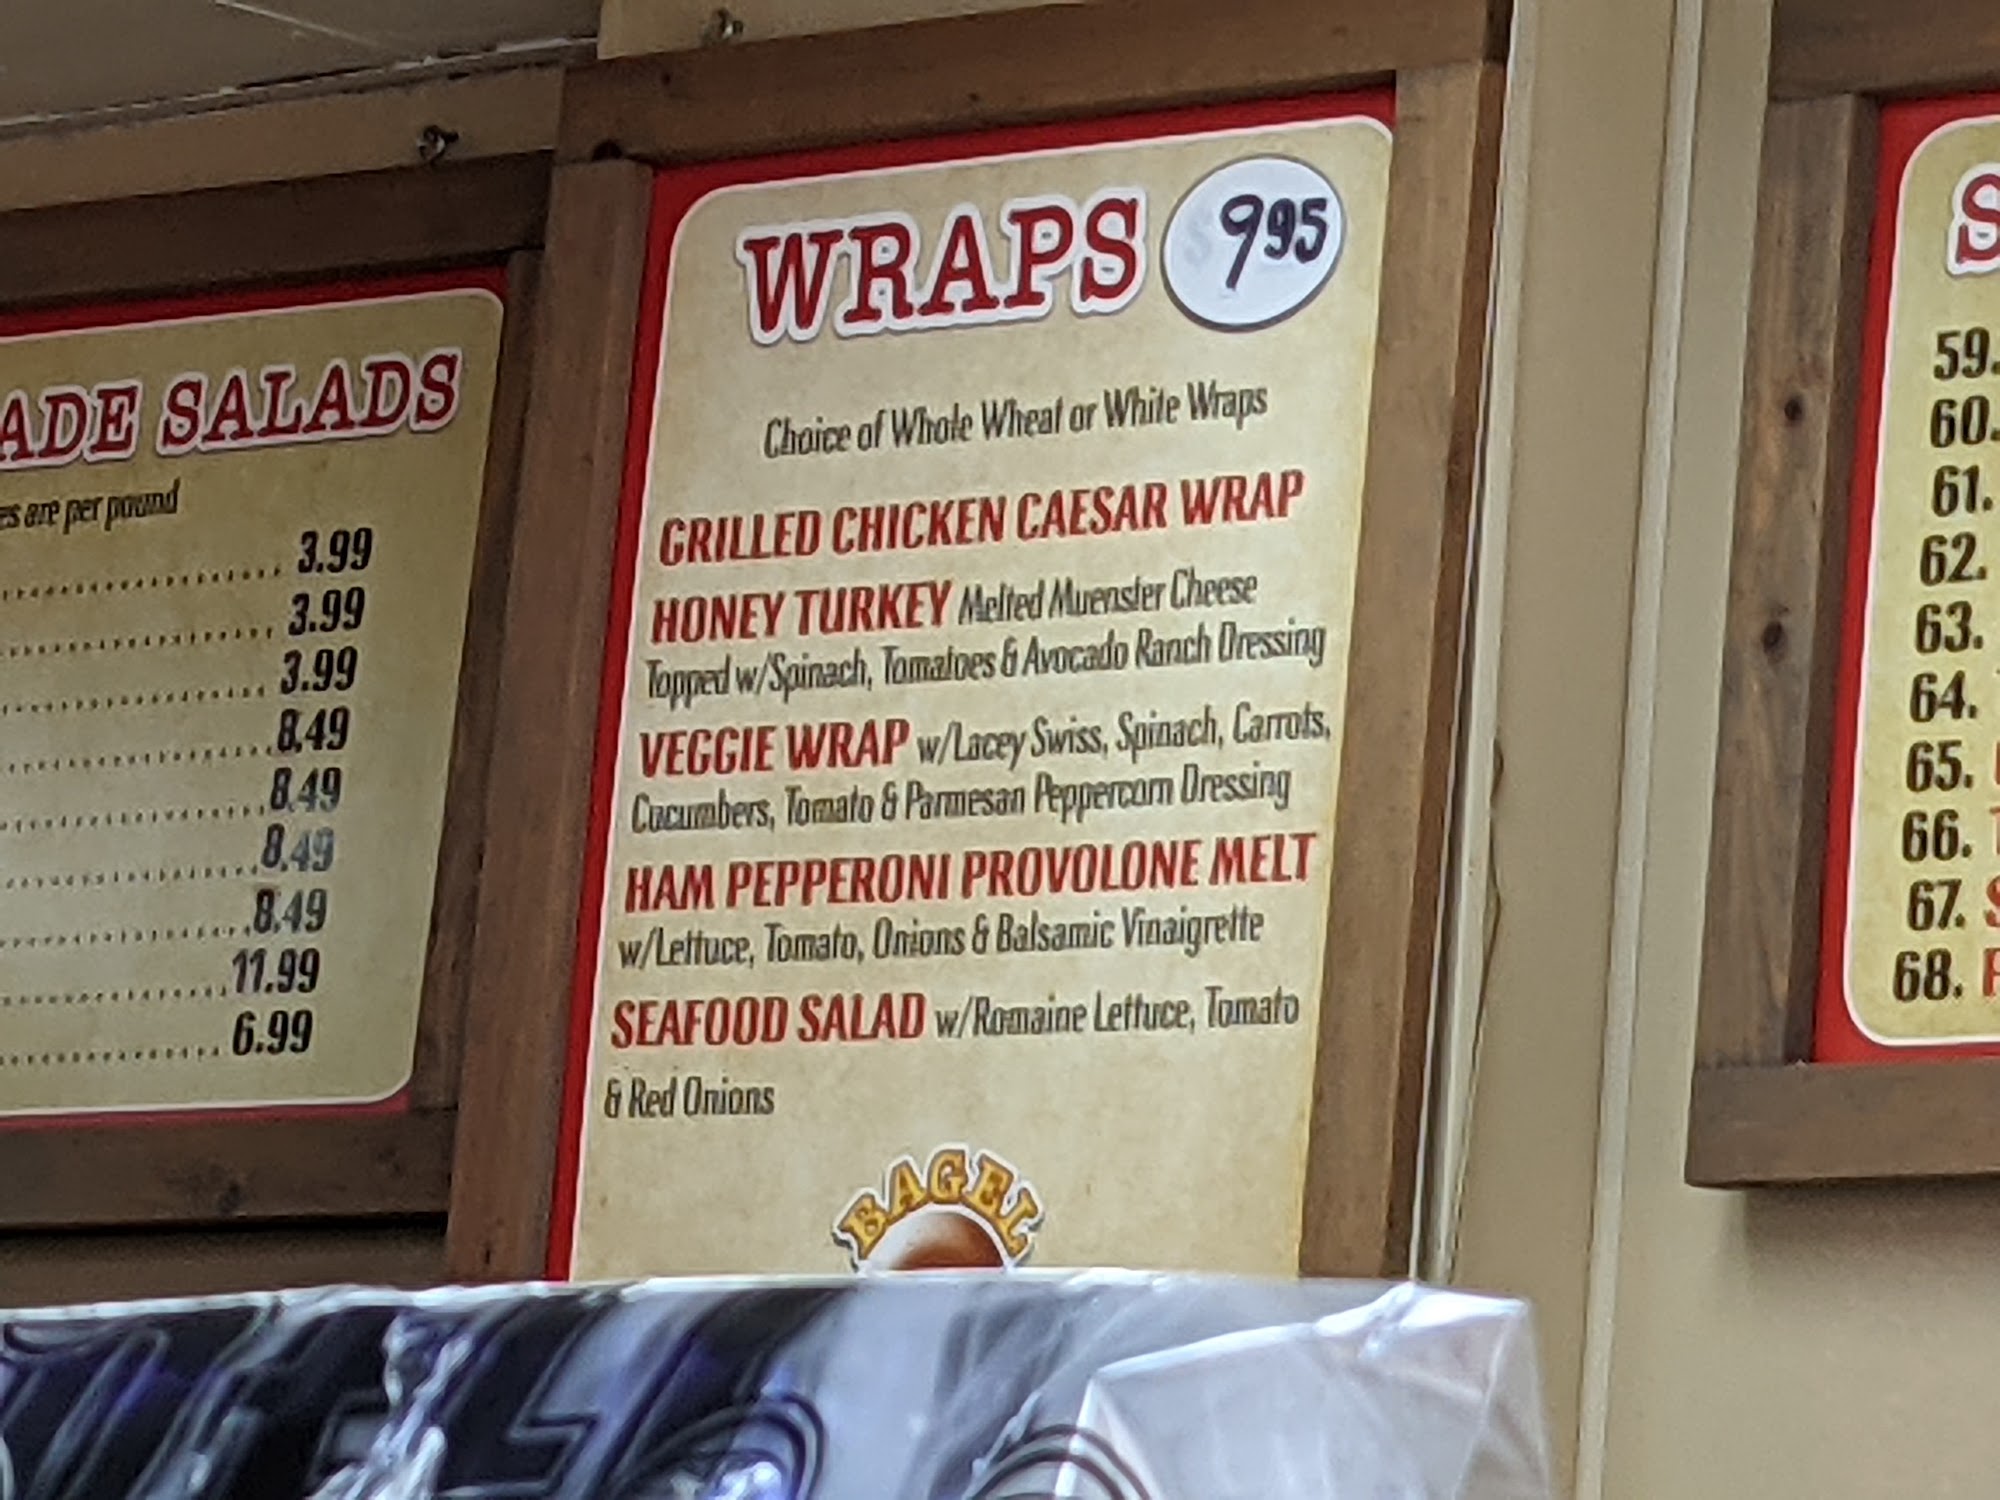 ADE SALADS
es are per pound
3.99
3.99
3.99
8.49
8.49
8.49
8.49
11.99
6.99
WRAPS 9.95
Choice of Whole Wheat or White Wraps
GRILLED CHICKEN CAESAR WRAP
HONEY TURKEY Melted Muenster Cheese
Topped w/Spinach, Tomatoes & Avocado Ranch Dressing
VEGGIE WRAP w/Lacey Swiss, Spinach, Carrots,
Cucumbers, Tomato & Parmesan Peppercorn Dressing
HAM PEPPERONI PROVOLONE MELT
w/Lettuce, Tomato, Onions & Balsamic Vinaigrette
SEAFOOD SALAD w/Romaine Lettuce, Tomato
& Red Onions
BAGEL
S
59.
60.
61.
62.
63.
64.
65.
66.
67. S
68.